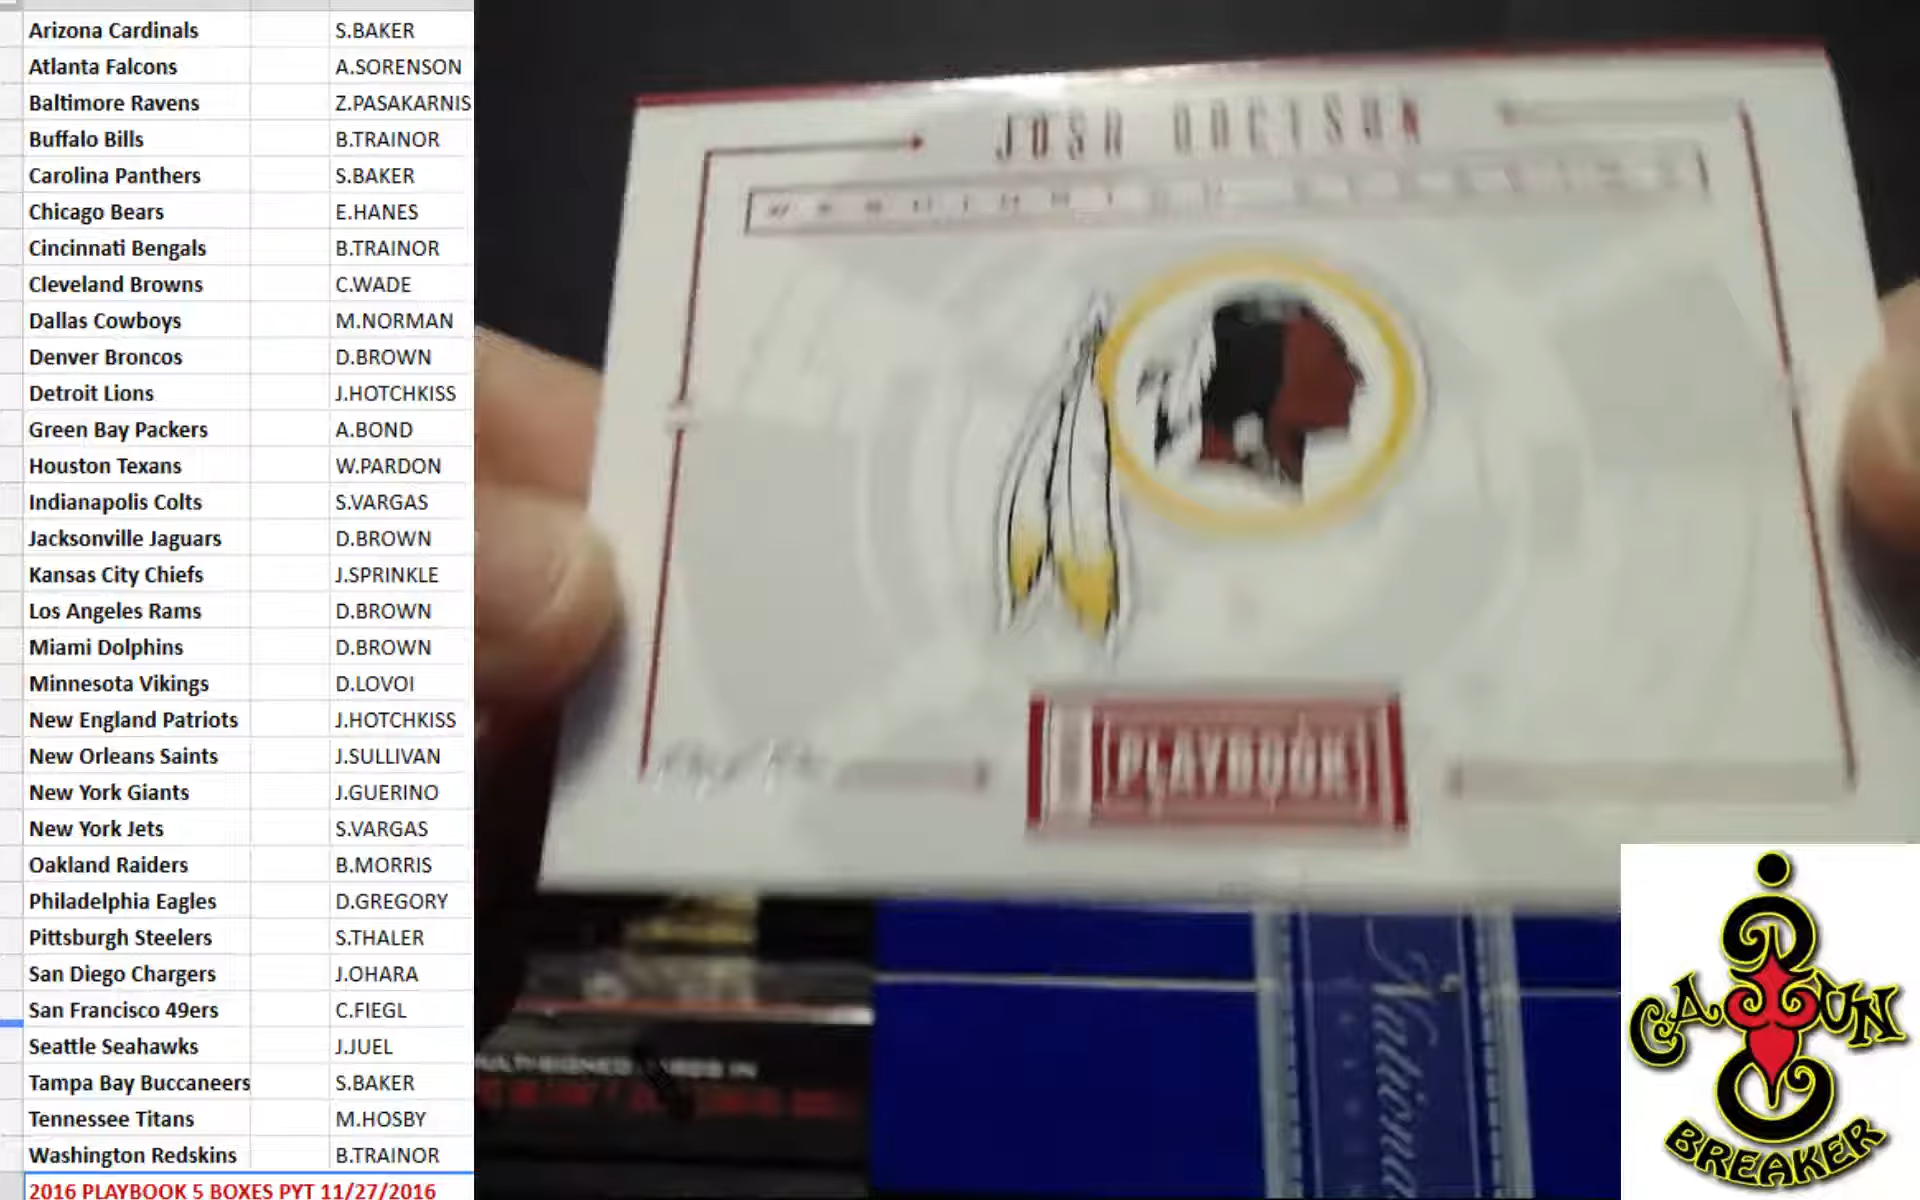 Arizona Cardinals S.BAKER
Atlanta Falcons A.SORENSON
Baltimore Ravens Z.PASAKARNIS
Buffalo Bills B.TRAINOR
Carolina Panthers S.BAKER
Chicago Bears E.HANES
Cincinnati Bengals B.TRAINOR
Cleveland Browns C.WADE
Dallas Cowboys M.NORMAN
Denver Broncos D.BROWN
Detroit Lions J.HOTCHKISS
Green Bay Packers A.BOND
Houston Texans W.PARDON
Indianapolis Colts S.VARGAS
Jacksonville Jaguars D.BROWN
Kansas City Chiefs J.SPRINKLE
Los Angeles Rams D.BROWN
Miami Dolphins D.BROWN
Minnesota Vikings D.LOVOI
New England Patriots J.HOTCHKISS
New Orleans Saints J.SULLIVAN
New York Giants J.GUERINO
New York Jets S.VARGAS
Oakland Raiders B.MORRIS
Philadelphia Eagles D.GREGORY
Pittsburgh Steelers S.THALER
San Diego Chargers J.OHARA
San Francisco 49ers C.FIEGL
Seattle Seahawks J.JUEL
Tampa Bay Buccaneers S.BAKER
Tennessee Titans M.HOSBY
Washington Redskins B.TRAINOR
2016 PLAYBOOK 5 BOXES PYT 11/27/2016
JOSH DOCTSON
WASHINGTON REDSKINS
PLAYBOOK
CAJUN
BREAKER